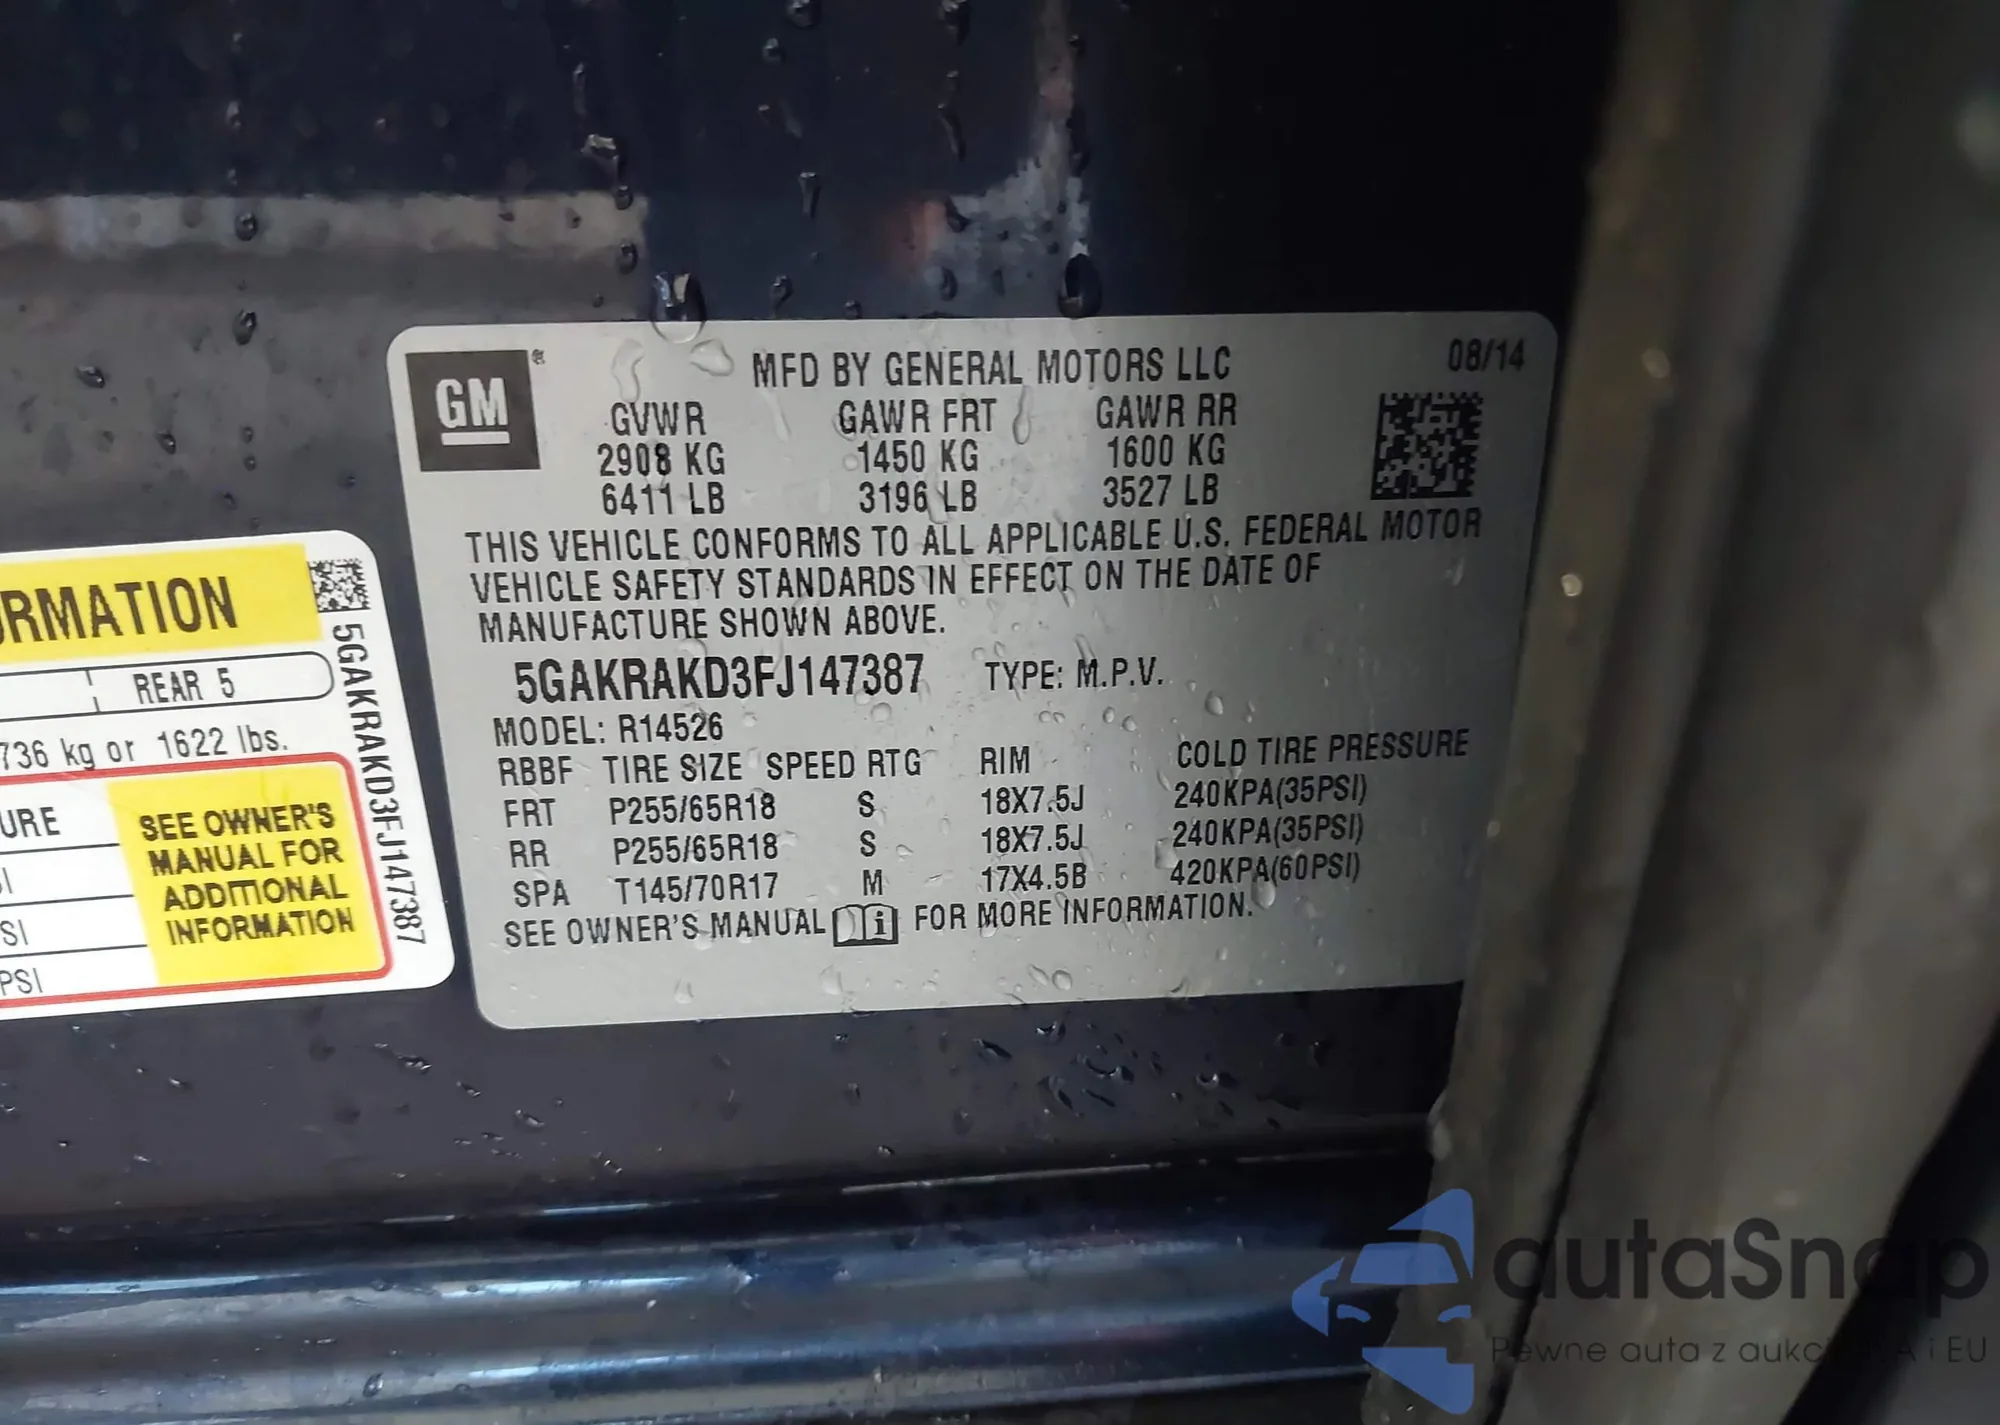 GM
MFD BY GENERAL MOTORS LLC
08/14
GVWR GAWR FRT GAWR RR
2908 KG 1450 KG 1600 KG
6411 LB 3196 LB 3527 LB
THIS VEHICLE CONFORMS TO ALL APPLICABLE U.S. FEDERAL MOTOR
VEHICLE SAFETY STANDARDS IN EFFECT ON THE DATE OF
MANUFACTURE SHOWN ABOVE.
5GAKRAKD3FJ147387 TYPE: M.P.V.
MODEL: R14526
RBBF TIRE SIZE SPEED RTG RIM COLD TIRE PRESSURE
FRT P255/65R18 S 18X7.5J 240KPA(35PSI)
RR P255/65R18 S 18X7.5J 240KPA(35PSI)
SPA T145/70R17 M 17X4.5B 420KPA(60PSI)
SEE OWNER'S MANUAL i FOR MORE INFORMATION.
RMATION
REAR 5
736 kg or 1622 lbs.
URE
SI
PSI
SEE OWNER'S
MANUAL FOR
ADDITIONAL
INFORMATION
5GAKRAKD3FJ147387
autaSnap
Pewne auta z i EU